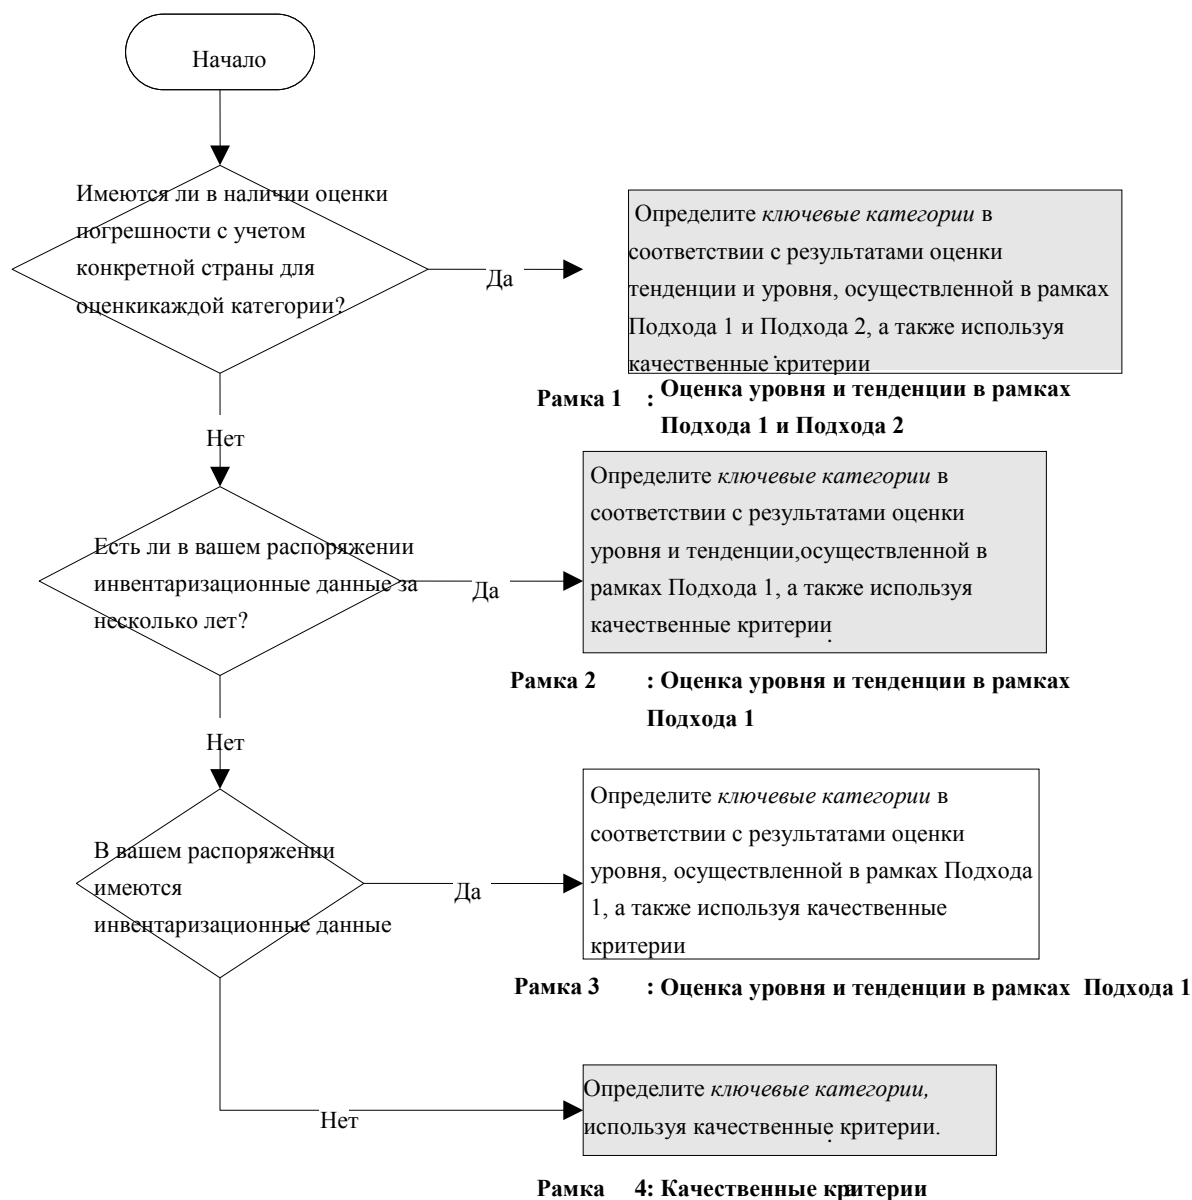 Начало
Имеются ли в наличии оценки
погрешности с учетом
конкретной страны для
оценкикаждой категории?
Да
Определите ключевые категории в
соответствии с результатами оценки
тенденции и уровня, осуществленной в рамках
Подхода 1 и Подхода 2, а также используя
качественные критерии.
Рамка 1 : Оценка уровня и тенденции в рамках
Подхода 1 и Подхода 2
Нет
Есть ли в вашем распоряжении
инвентаризационные данные за
несколько лет?
Да
Определите ключевые категории в
соответствии с результатами оценки
уровня и тенденции,осуществленной в
рамках Подхода 1, а также используя
качественные критерии.
Рамка 2 : Оценка уровня и тенденции в рамках
Подхода 1
Нет
В вашем распоряжении
имеются
инвентаризационные данные
Да
Определите ключевые категории в
соответствии с результатами оценки
уровня, осуществленной в рамках Подхода
1, а также используя качественные
критерии
Рамка 3 : Оценка уровня и тенденции в рамках Подхода 1
Нет
Определите ключевые категории,
используя качественные критерии.
Рамка 4: Качественные критерии